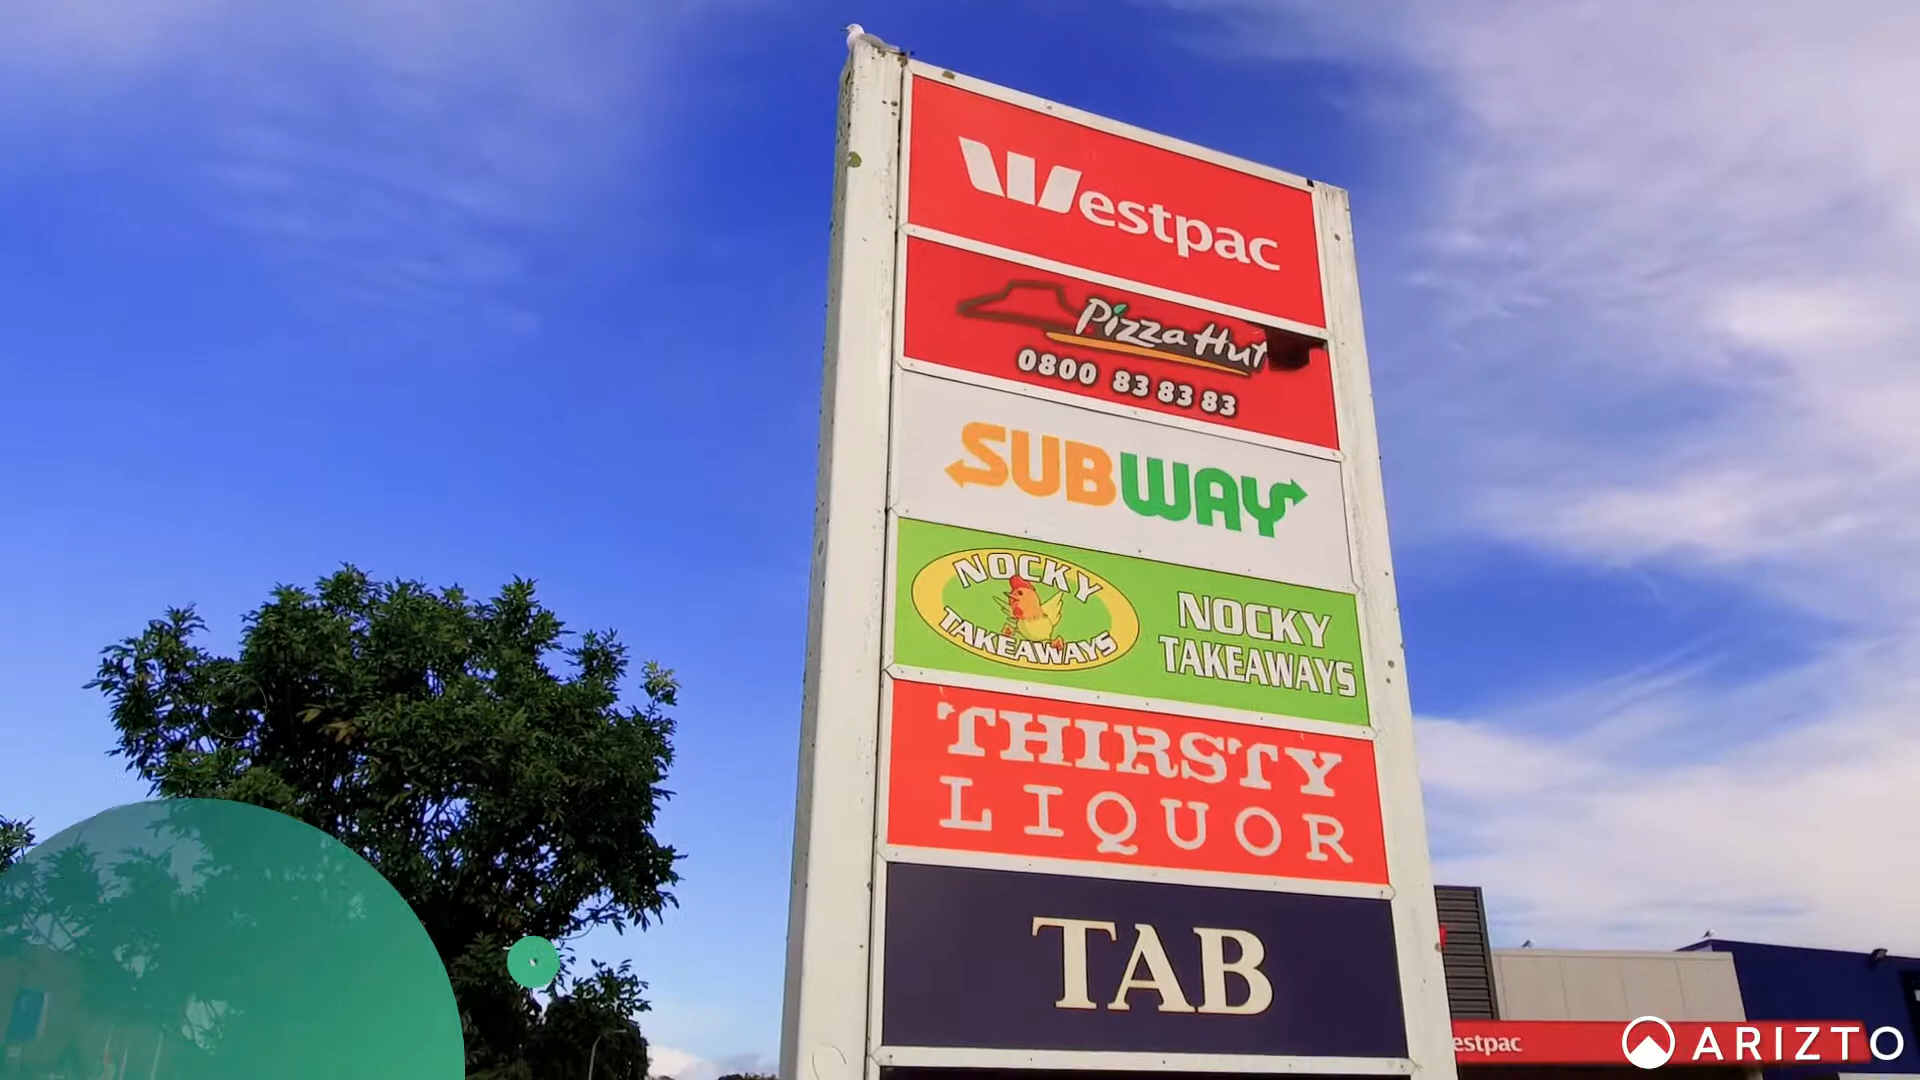 Westpac
Pizza Hut
0800 83 83 83
SUBWAY
NOCKY
TAKEAWAYS
NOCKY
TAKEAWAYS
THIRSTY
LIQUOR
TAB
estpac
ARIZTO